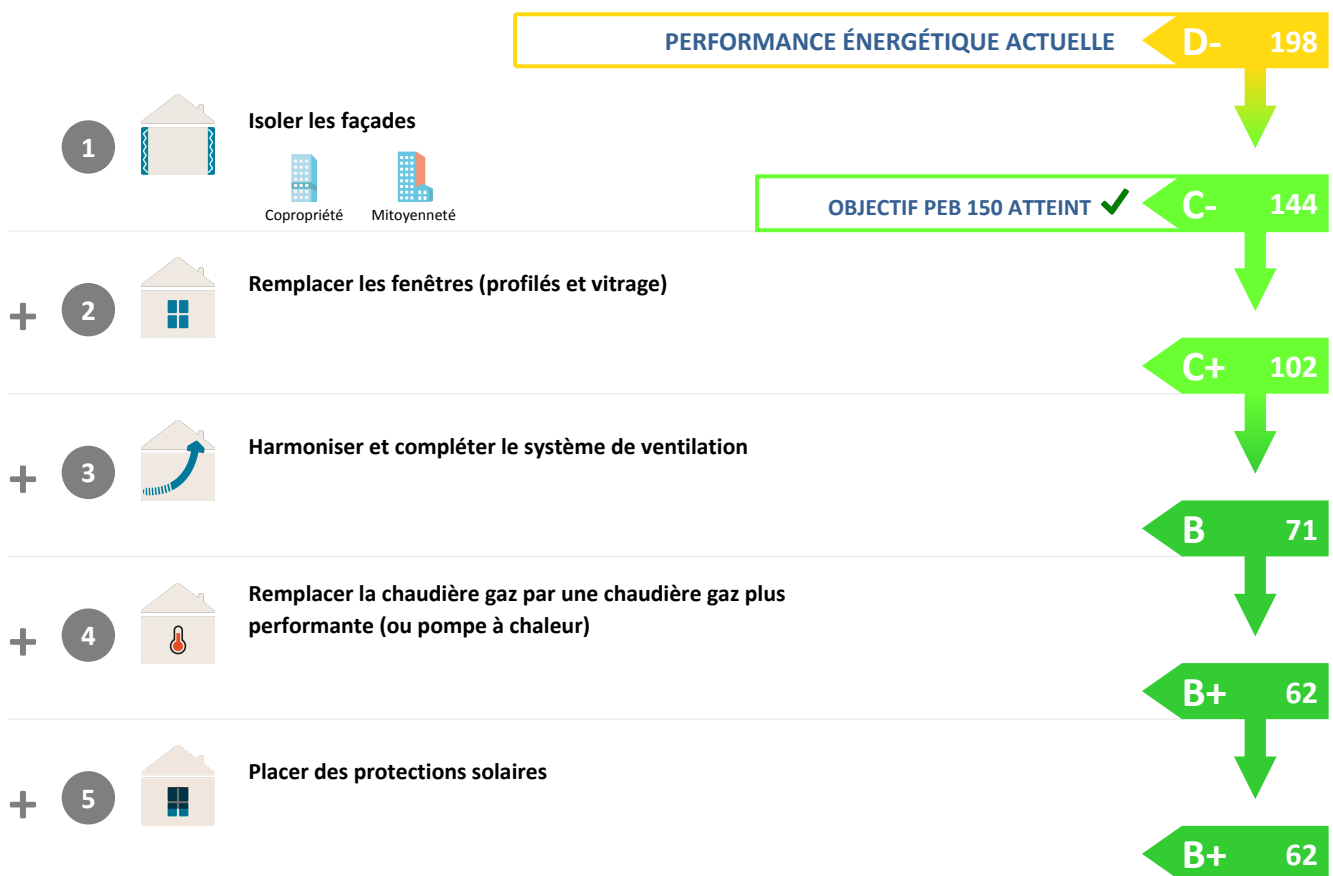 PERFORMANCE ÉNERGÉTIQUE ACTUELLE D- 198
1 Isoler les façades
Copropriété Mitoyenneté
OBJECTIF PEB 150 ATTEINT ✓ C- 144
+ 2 Remplacer les fenêtres (profilés et vitrage)
C+ 102
+ 3 Harmoniser et compléter le système de ventilation
B 71
+ 4 Remplacer la chaudière gaz par une chaudière gaz plus
performante (ou pompe à chaleur)
B+ 62
+ 5 Placer des protections solaires
B+ 62